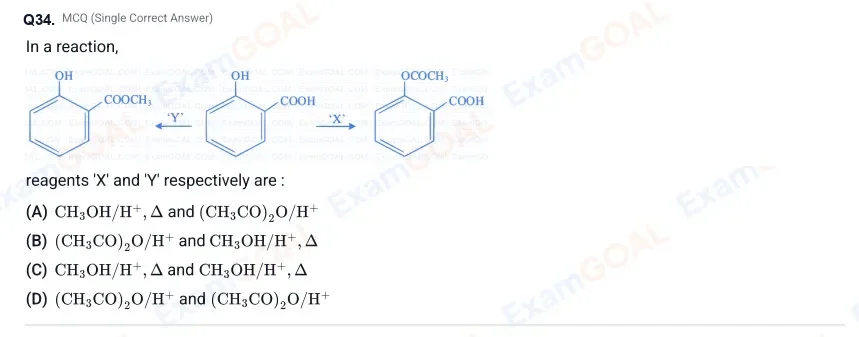 Q34. MCQ (Single Correct Answer)
In a reaction,
OH OH OCOCH₃
COOCH₃ COOH COOH
'Y' 'X'
reagents 'X' and 'Y' respectively are :
(A) CH₃OH/H⁺, Δ and (CH₃CO)₂O/H⁺
(B) (CH₃CO)₂O/H⁺ and CH₃OH/H⁺, Δ
(C) CH₃OH/H⁺, Δ and CH₃OH/H⁺, Δ
(D) (CH₃CO)₂O/H⁺ and (CH₃CO)₂O/H⁺
ExamGOAL